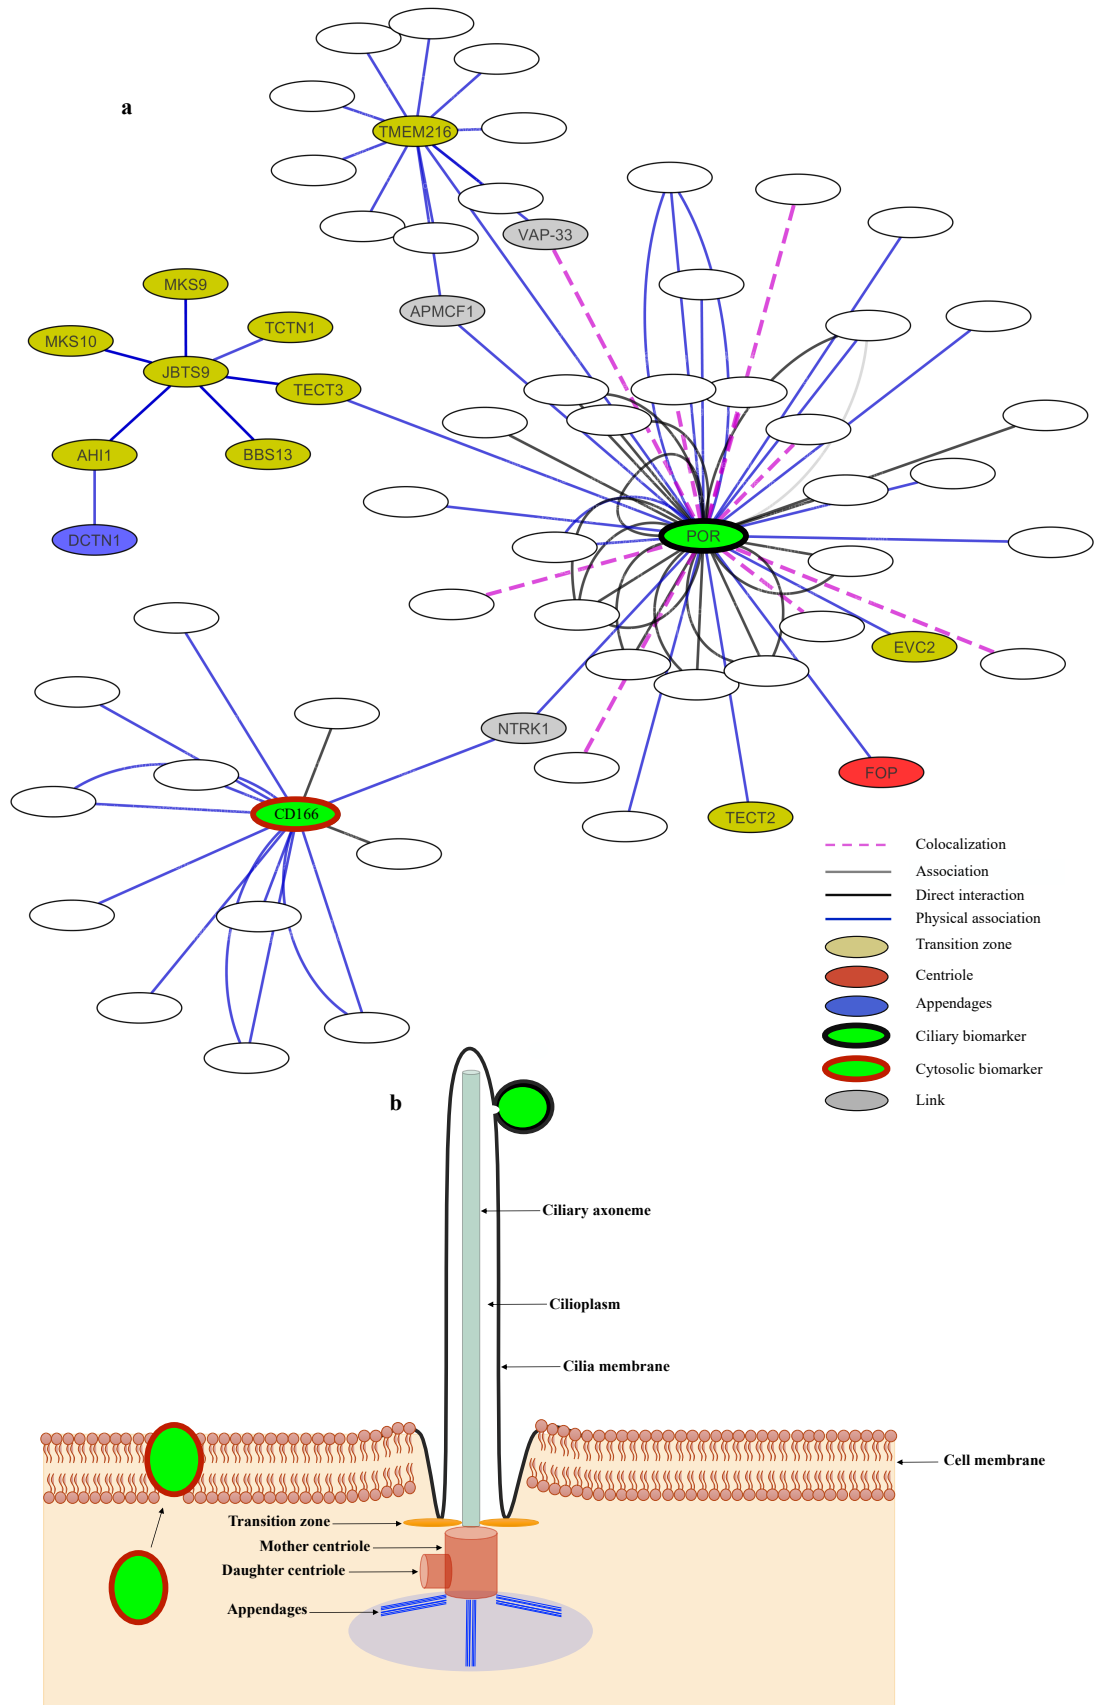 a
TMEM216
VAP-33
APMCF1
MKS9
TCTN1
MKS10
JBTS9
TECT3
AHI1
BBS13
DCTN1
POR
EVC2
NTRK1
FOP
CD166
TECT2
Colocalization
Association
Direct interaction
Physical association
Transition zone
Centriole
Appendages
Ciliary biomarker
Cytosolic biomarker
Link
b
Ciliary axoneme
Cilioplasm
Cilia membrane
Cell membrane
Transition zone
Mother centriole
Daughter centriole
Appendages